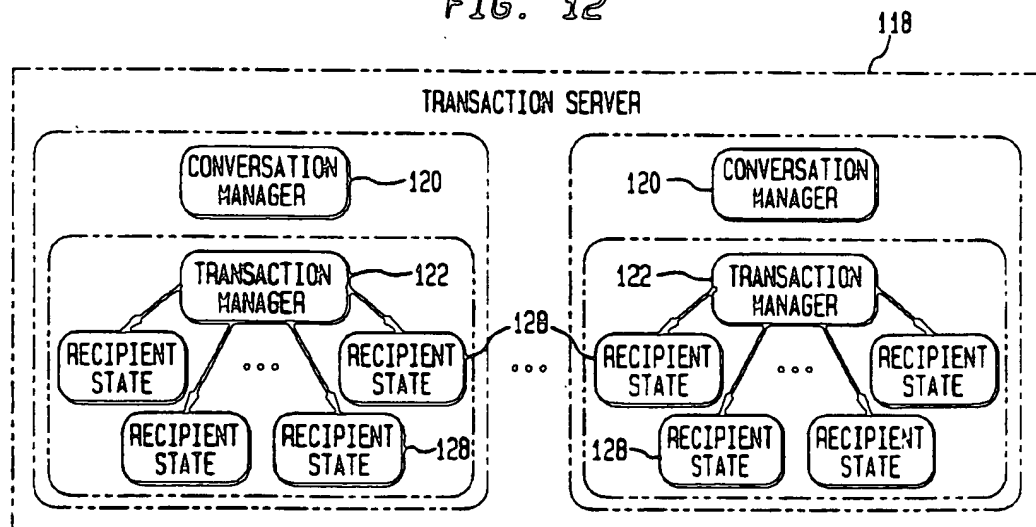 FIG. 12
118
TRANSACTION SERVER
CONVERSATION
MANAGER
120
120
CONVERSATION
MANAGER
TRANSACTION
MANAGER
122
122
TRANSACTION
MANAGER
RECIPIENT
STATE
...
RECIPIENT
STATE
128
...
RECIPIENT
STATE
...
RECIPIENT
STATE
RECIPIENT
STATE
RECIPIENT
STATE
128
128
RECIPIENT
STATE
RECIPIENT
STATE